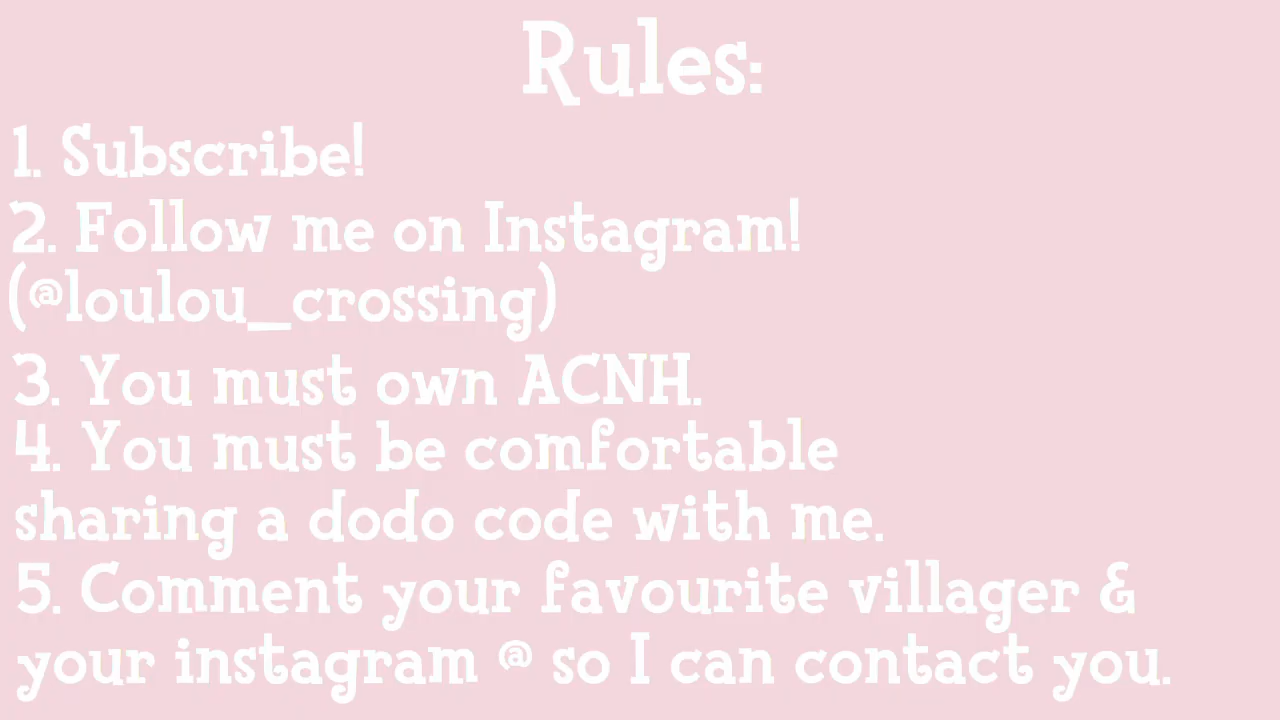 Rules:
1. Subscribe!
2. Follow me on Instagram!
(@loulou_crossing)
3. You must own ACNH.
4. You must be comfortable
sharing a dodo code with me.
5. Comment your favourite villager &
your instagram @ so I can contact you.